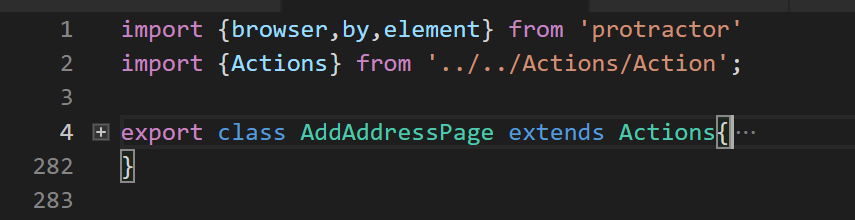 1 import {browser,by,element} from 'protractor'
2 import {Actions} from '../../Actions/Action';
3
4 export class AddAddressPage extends Actions{···
282 }
283